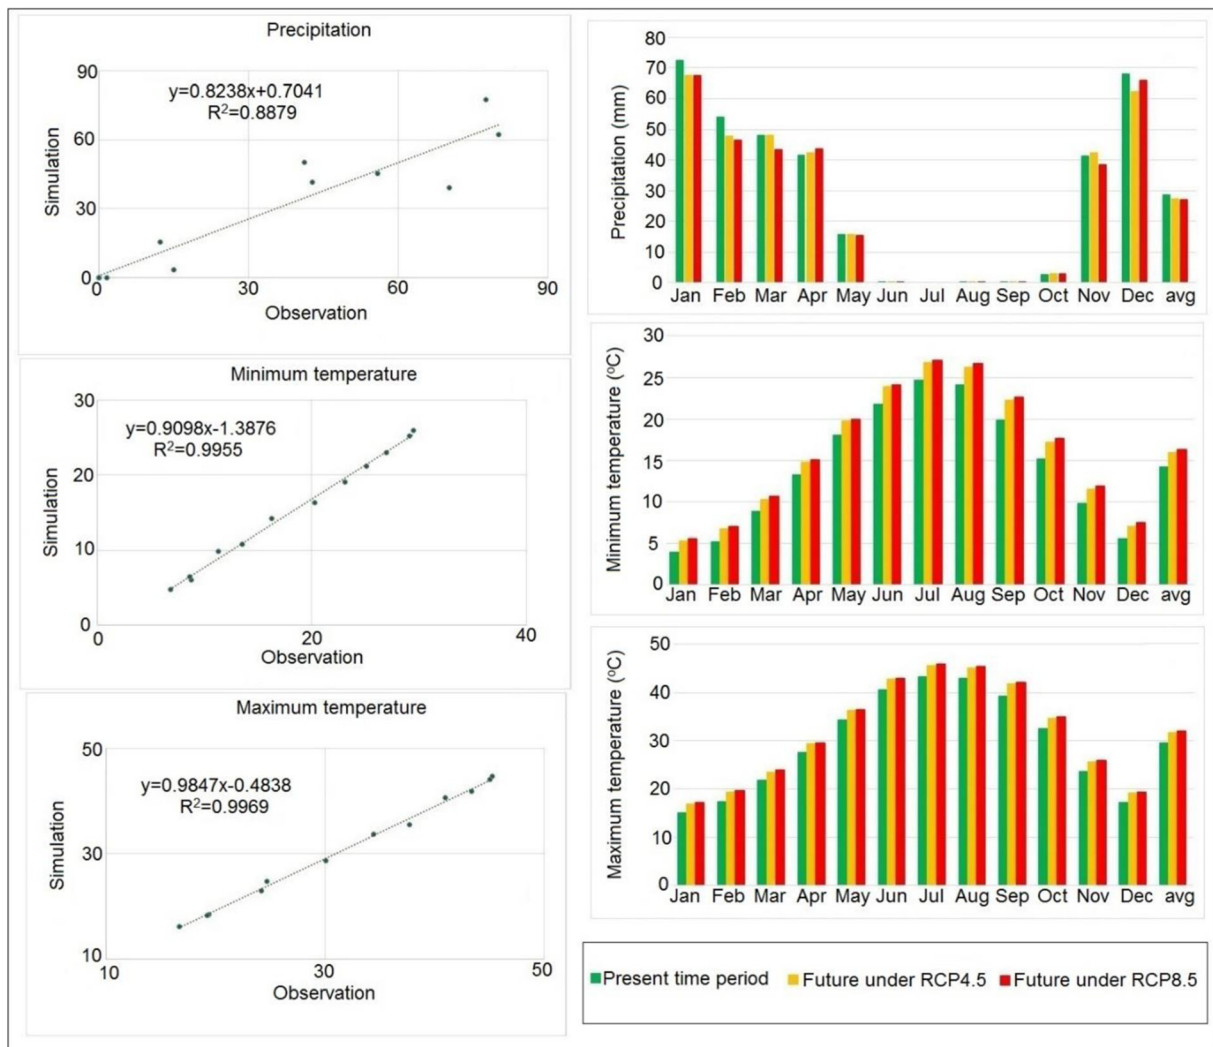 Precipitation
90
y=0.8238x+0.7041
R²=0.8879
60
Simulation
30
0
0 30 60 90
Observation
Minimum temperature
30
y=0.9098x-1.3876
R²=0.9955
20
Simulation
10
0
0 20 40
Observation
Maximum temperature
50
y=0.9847x-0.4838
R²=0.9969
30
Simulation
10
10 30 50
Observation
80
70
60
50
40
30
20
10
0
Precipitation (mm)
Jan Feb Mar Apr May Jun Jul Aug Sep Oct Nov Dec avg
30
25
20
15
10
5
0
Minimum temperature (°C)
Jan Feb Mar Apr May Jun Jul Aug Sep Oct Nov Dec avg
50
40
30
20
10
0
Maximum temperature (°C)
Jan Feb Mar Apr May Jun Jul Aug Sep Oct Nov Dec avg
Present time period Future under RCP4.5 Future under RCP8.5